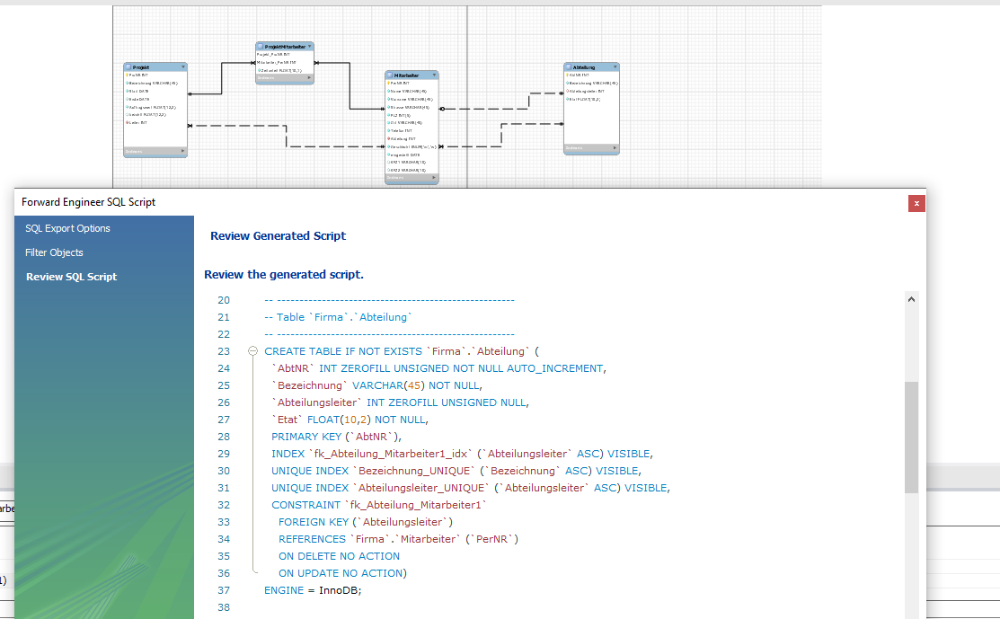 Projekt
PerNR INT
Bezeichnung VARCHAR(45)
Start DATE
Ende DATE
Auftragswert FLOAT(12,2)
FLOAT(12,2)
Leiter INT
Indexes
ProjektMitarbeiter
Projekt_ProNR INT
Mitarbeiter_PerNR INT
Zeitanteil FLOAT(10,1)
Indexes
Mitarbeiter
PerNR INT
Name VARCHAR(45)
Vorname VARCHAR(45)
Strasse VARCHAR(45)
PLZ INT(5)
Ort VARCHAR(45)
Telefon INT
Abteilung INT
Geschlecht ENUM('m','w')
eingestellt DATE
VARCHAR(10)
VARCHAR(10)
Indexes
Abteilung
AbtNR INT
Bezeichnung VARCHAR(45)
Abteilungsleiter INT
Etat FLOAT(10,2)
Indexes
Forward Engineer SQL Script
x
SQL Export Options
Filter Objects
Review SQL Script
Review Generated Script
Review the generated script.
20 -- -----------------------------------------------------
21 -- Table `Firma`.`Abteilung`
22 -- -----------------------------------------------------
23 CREATE TABLE IF NOT EXISTS `Firma`.`Abteilung` (
24 `AbtNR` INT ZEROFILL UNSIGNED NOT NULL AUTO_INCREMENT,
25 `Bezeichnung` VARCHAR(45) NOT NULL,
26 `Abteilungsleiter` INT ZEROFILL UNSIGNED NULL,
27 `Etat` FLOAT(10,2) NOT NULL,
28 PRIMARY KEY (`AbtNR`),
29 INDEX `fk_Abteilung_Mitarbeiter1_idx` (`Abteilungsleiter` ASC) VISIBLE,
30 UNIQUE INDEX `Bezeichnung_UNIQUE` (`Bezeichnung` ASC) VISIBLE,
31 UNIQUE INDEX `Abteilungsleiter_UNIQUE` (`Abteilungsleiter` ASC) VISIBLE,
32 CONSTRAINT `fk_Abteilung_Mitarbeiter1`
33 FOREIGN KEY (`Abteilungsleiter`)
34 REFERENCES `Firma`.`Mitarbeiter` (`PerNR`)
35 ON DELETE NO ACTION
36 ON UPDATE NO ACTION)
37 ENGINE = InnoDB;
38
arbe
1)